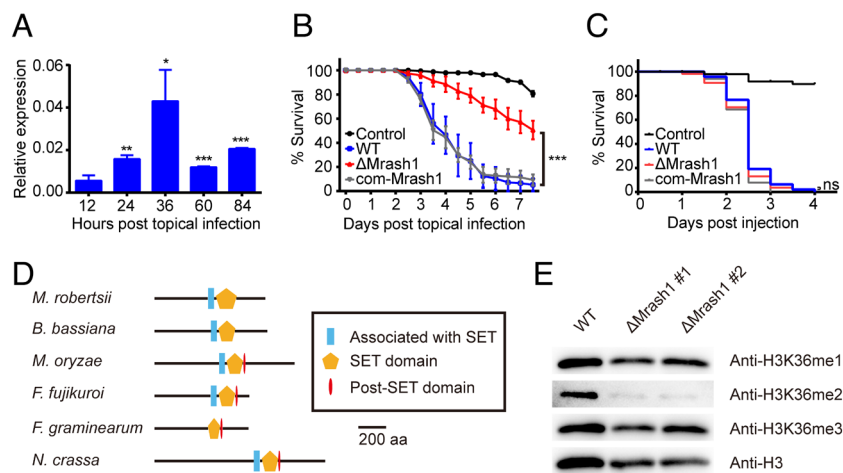 A
Relative expression
0.06
0.04
0.02
0.00
**
*
***
***
12 24 36 60 84
Hours post topical infection
B
% Survival
100
80
60
40
20
0
Control
WT
ΔMrash1
com-Mrash1
***
0 1 2 3 4 5 6 7
Days post topical infection
C
% Survival
100
80
60
40
20
0
Control
WT
ΔMrash1
com-Mrash1
ns
0 1 2 3 4
Days post injection
D
M. robertsii
B. bassiana
M. oryzae
F. fujikuroi
F. graminearum
N. crassa
Associated with SET
SET domain
Post-SET domain
200 aa
E
WT
ΔMrash1 #1
ΔMrash1 #2
Anti-H3K36me1
Anti-H3K36me2
Anti-H3K36me3
Anti-H3